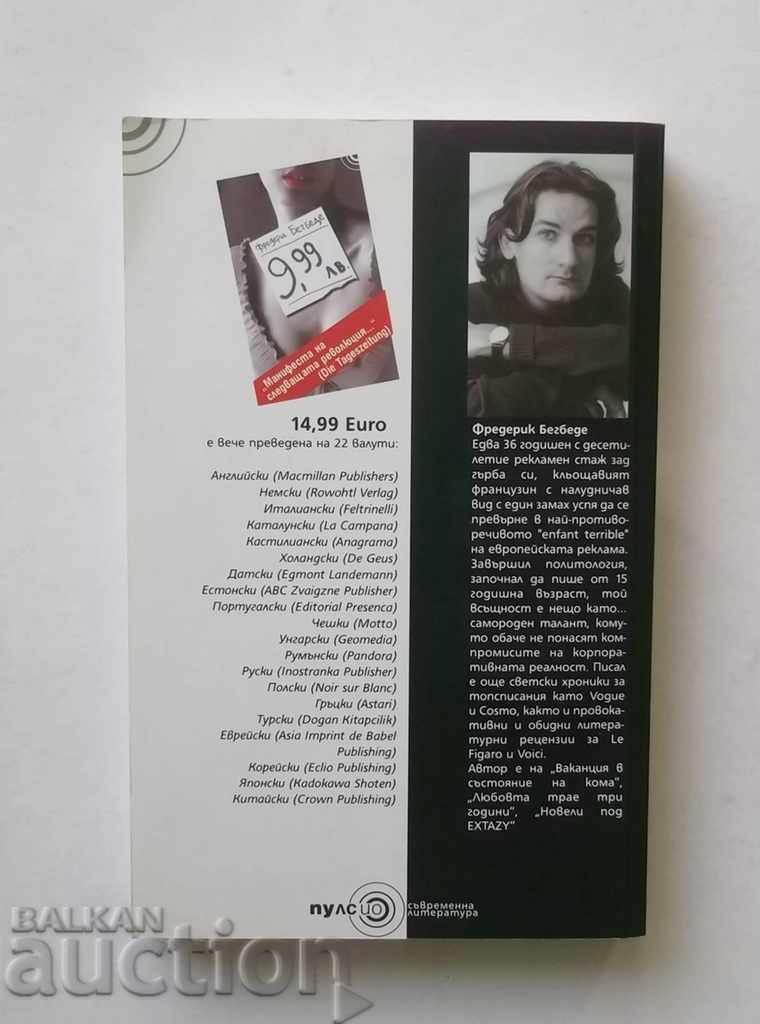 Фредерик Бегбеде
9,99
лв.
„Манифеста на
следващата революция..."
(Die Tageszeitung)
14,99 Euro
е вече преведена на 22 валути:
Английски (Macmillan Publishers)
Немски (Rowohtl Verlag)
Италиански (Feltrinelli)
Каталунски (La Campana)
Кастилиански (Anagrama)
Холандски (De Geus)
Датски (Egmont Landemann)
Естонски (ABC Zvaigzne Publisher)
Португалски (Editorial Presenca)
Чешки (Motto)
Унгарски (Geomedia)
Румънски (Pandora)
Руски (Inostranka Publisher)
Полски (Noir sur Blanc)
Гръцки (Astari)
Турски (Dogan Kitapcilik)
Еврейски (Asia Imprint de Babel
Publishing)
Корейски (Eclio Publishing)
Японски (Kadokawa Shoten)
Китайски (Crown Publishing)
Фредерик Бегбеде
Едва 36 годишен с десети-
летие рекламен стаж зад
гърба си, кльощавият
французин с налудничав
вид с един замах успя да се
превърне в най-противо-
речивото "enfant terrible"
на европейската реклама.
Завършил политология,
започнал да пише от 15
годишна възраст, той
всъщност е нещо като...
самороден талант, кому-
то обаче не понасят ком-
промисите на корпора-
тивната реалност. Писал
е още светски хроники за
топсписания като Vogue
и Cosmo, както и провока-
тивни и обидни литера-
турни рецензии за Le
Figaro и Voici.
Автор е на „Ваканция в
състояние на кома",
„Любовта трае три
години", „Новели под
EXTAZY"
пулсио
съвременна
литература
BALKAN
auction